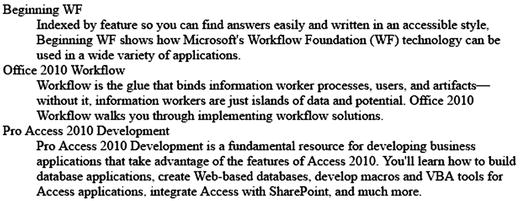 Beginning WF
Indexed by feature so you can find answers easily and written in an accessible style,
Beginning WF shows how Microsoft's Workflow Foundation (WF) technology can be
used in a wide variety of applications.
Office 2010 Workflow
Workflow is the glue that binds information worker processes, users, and artifacts—
without it, information workers are just islands of data and potential. Office 2010
Workflow walks you through implementing workflow solutions.
Pro Access 2010 Development
Pro Access 2010 Development is a fundamental resource for developing business
applications that take advantage of the features of Access 2010. You'll learn how to build
database applications, create Web-based databases, develop macros and VBA tools for
Access applications, integrate Access with SharePoint, and much more.